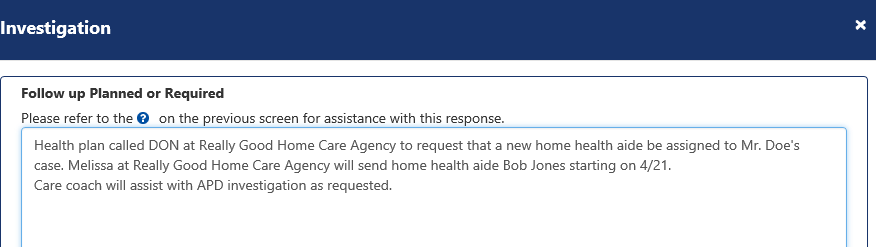 Investigation ×
Follow up Planned or Required
Please refer to the ? on the previous screen for assistance with this response.
Health plan called DON at Really Good Home Care Agency to request that a new home health aide be assigned to Mr. Doe's
case. Melissa at Really Good Home Care Agency will send home health aide Bob Jones starting on 4/21.
Care coach will assist with APD investigation as requested.